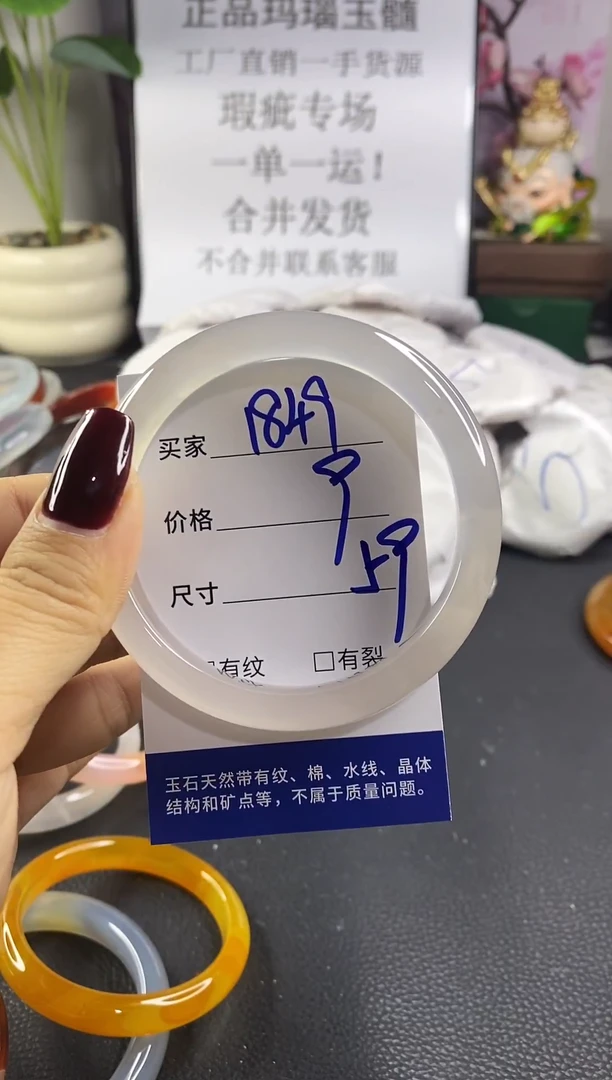 正品玛瑙玉髓
工厂直销一手货源
瑕疵专场
一单一运！
合并发货
不合并联系客服
买家 1849
价格 9
尺寸 59
有纹 □有裂
玉石天然带有纹、棉、水线、晶体
结构和矿点等，不属于质量问题。